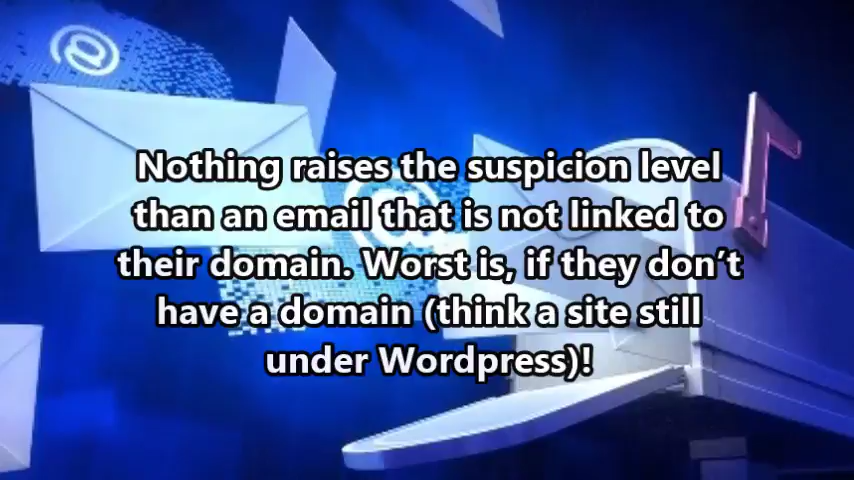 Nothing raises the suspicion level
than an email that is not linked to
their domain. Worst is, if they don’t
have a domain (think a site still
under Wordpress)!